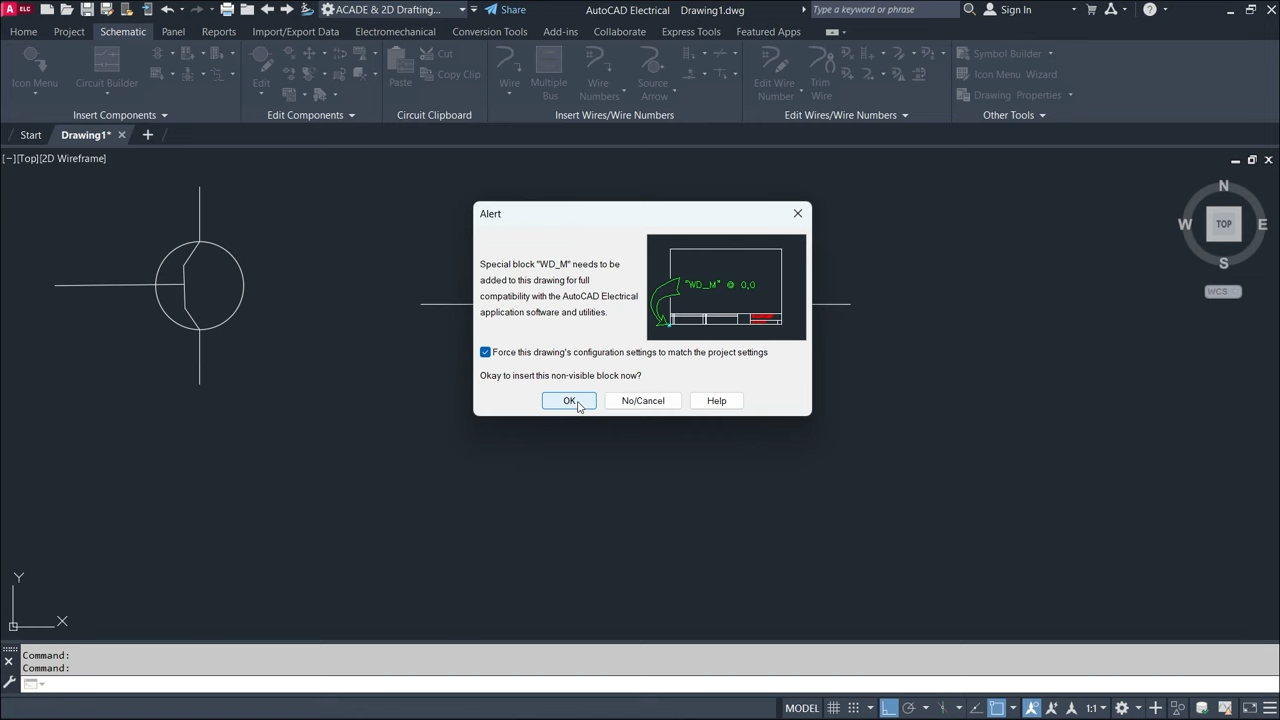 A ELC
ACADE & 2D Drafting...
Share
AutoCAD Electrical Drawing1.dwg
Type a keyword or phrase
Sign In
Home
Project
Schematic
Panel
Reports
Import/Export Data
Electromechanical
Conversion Tools
Add-ins
Collaborate
Express Tools
Featured Apps
Icon Menu
Circuit Builder
Edit
Paste
Cut
Copy Clip
Wire
Multiple
Bus
Wire
Numbers
Source
Arrow
Edit Wire
Number
Trim
Wire
Symbol Builder
Icon Menu Wizard
Drawing Properties
Insert Components
Edit Components
Circuit Clipboard
Insert Wires/Wire Numbers
Edit Wires/Wire Numbers
Other Tools
Start
Drawing1*
[−][Top][2D Wireframe]
Alert
Special block "WD_M" needs to be
added to this drawing for full
compatibility with the AutoCAD Electrical
application software and utilities.
"WD_M" @ 0,0
Force this drawing's configuration settings to match the project settings
Okay to insert this non-visible block now?
OK
No/Cancel
Help
N
W
TOP
E
S
WCS
Y
X
Command:
Command:
MODEL
1:1